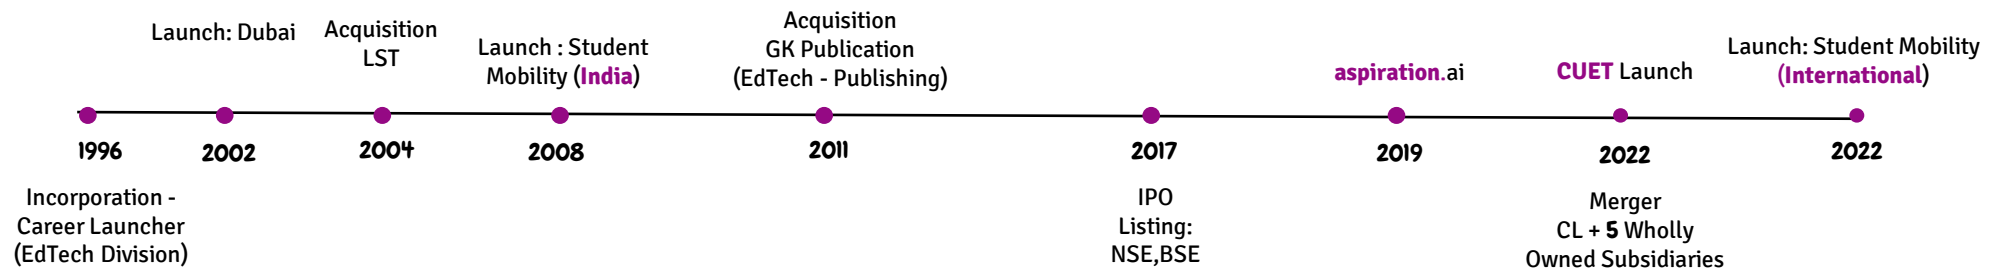 Launch: Dubai
Acquisition
LST
Launch : Student
Mobility (India)
Acquisition
GK Publication
(EdTech - Publishing)
aspiration.ai
CUET Launch
Launch: Student Mobility
(International)
1996
2002
2004
2008
2011
2017
2019
2022
2022
Incorporation -
Career Launcher
(EdTech Division)
IPO
Listing:
NSE,BSE
Merger
CL + 5 Wholly
Owned Subsidiaries